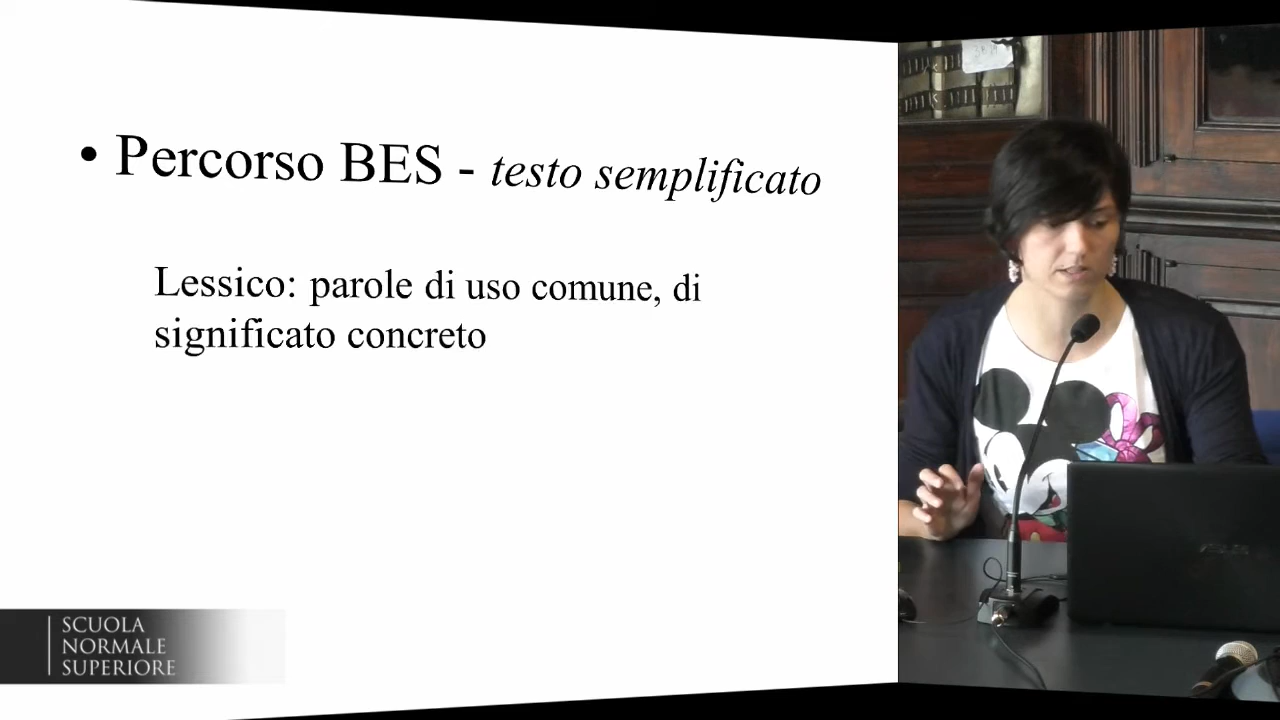 • Percorso BES - testo semplificato
Lessico: parole di uso comune, di
significato concreto
SCUOLA
NORMALE
SUPERIORE